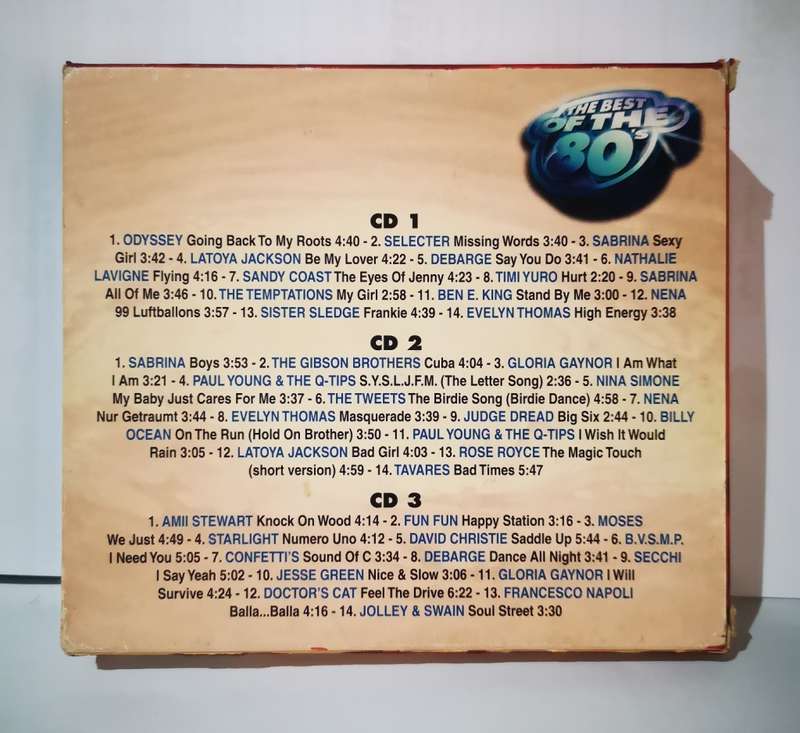 THE BEST
OF THE
80's
CD 1
1. ODYSSEY Going Back To My Roots 4:40 - 2. SELECTER Missing Words 3:40 - 3. SABRINA Sexy
Girl 3:42 - 4. LATOYA JACKSON Be My Lover 4:22 - 5. DEBARGE Say You Do 3:41 - 6. NATHALIE
LAVIGNE Flying 4:16 - 7. SANDY COAST The Eyes Of Jenny 4:23 - 8. TIMI YURO Hurt 2:20 - 9. SABRINA
All Of Me 3:46 - 10. THE TEMPTATIONS My Girl 2:58 - 11. BEN E. KING Stand By Me 3:00 - 12. NENA
99 Luftballons 3:57 - 13. SISTER SLEDGE Frankie 4:39 - 14. EVELYN THOMAS High Energy 3:38
CD 2
1. SABRINA Boys 3:53 - 2. THE GIBSON BROTHERS Cuba 4:04 - 3. GLORIA GAYNOR I Am What
I Am 3:21 - 4. PAUL YOUNG & THE Q-TIPS S.Y.S.L.J.F.M. (The Letter Song) 2:36 - 5. NINA SIMONE
My Baby Just Cares For Me 3:37 - 6. THE TWEETS The Birdie Song (Birdie Dance) 4:58 - 7. NENA
Nur Getraumt 3:44 - 8. EVELYN THOMAS Masquerade 3:39 - 9. JUDGE DREAD Big Six 2:44 - 10. BILLY
OCEAN On The Run (Hold On Brother) 3:50 - 11. PAUL YOUNG & THE Q-TIPS I Wish It Would
Rain 3:05 - 12. LATOYA JACKSON Bad Girl 4:03 - 13. ROSE ROYCE The Magic Touch
(short version) 4:59 - 14. TAVARES Bad Times 5:47
CD 3
1. AMII STEWART Knock On Wood 4:14 - 2. FUN FUN Happy Station 3:16 - 3. MOSES
We Just 4:49 - 4. STARLIGHT Numero Uno 4:12 - 5. DAVID CHRISTIE Saddle Up 5:44 - 6. B.V.S.M.P.
I Need You 5:05 - 7. CONFETTI'S Sound Of C 3:34 - 8. DEBARGE Dance All Night 3:41 - 9. SECCHI
I Say Yeah 5:02 - 10. JESSE GREEN Nice & Slow 3:06 - 11. GLORIA GAYNOR I Will
Survive 4:24 - 12. DOCTOR'S CAT Feel The Drive 6:22 - 13. FRANCESCO NAPOLI
Balla...Balla 4:16 - 14. JOLLEY & SWAIN Soul Street 3:30